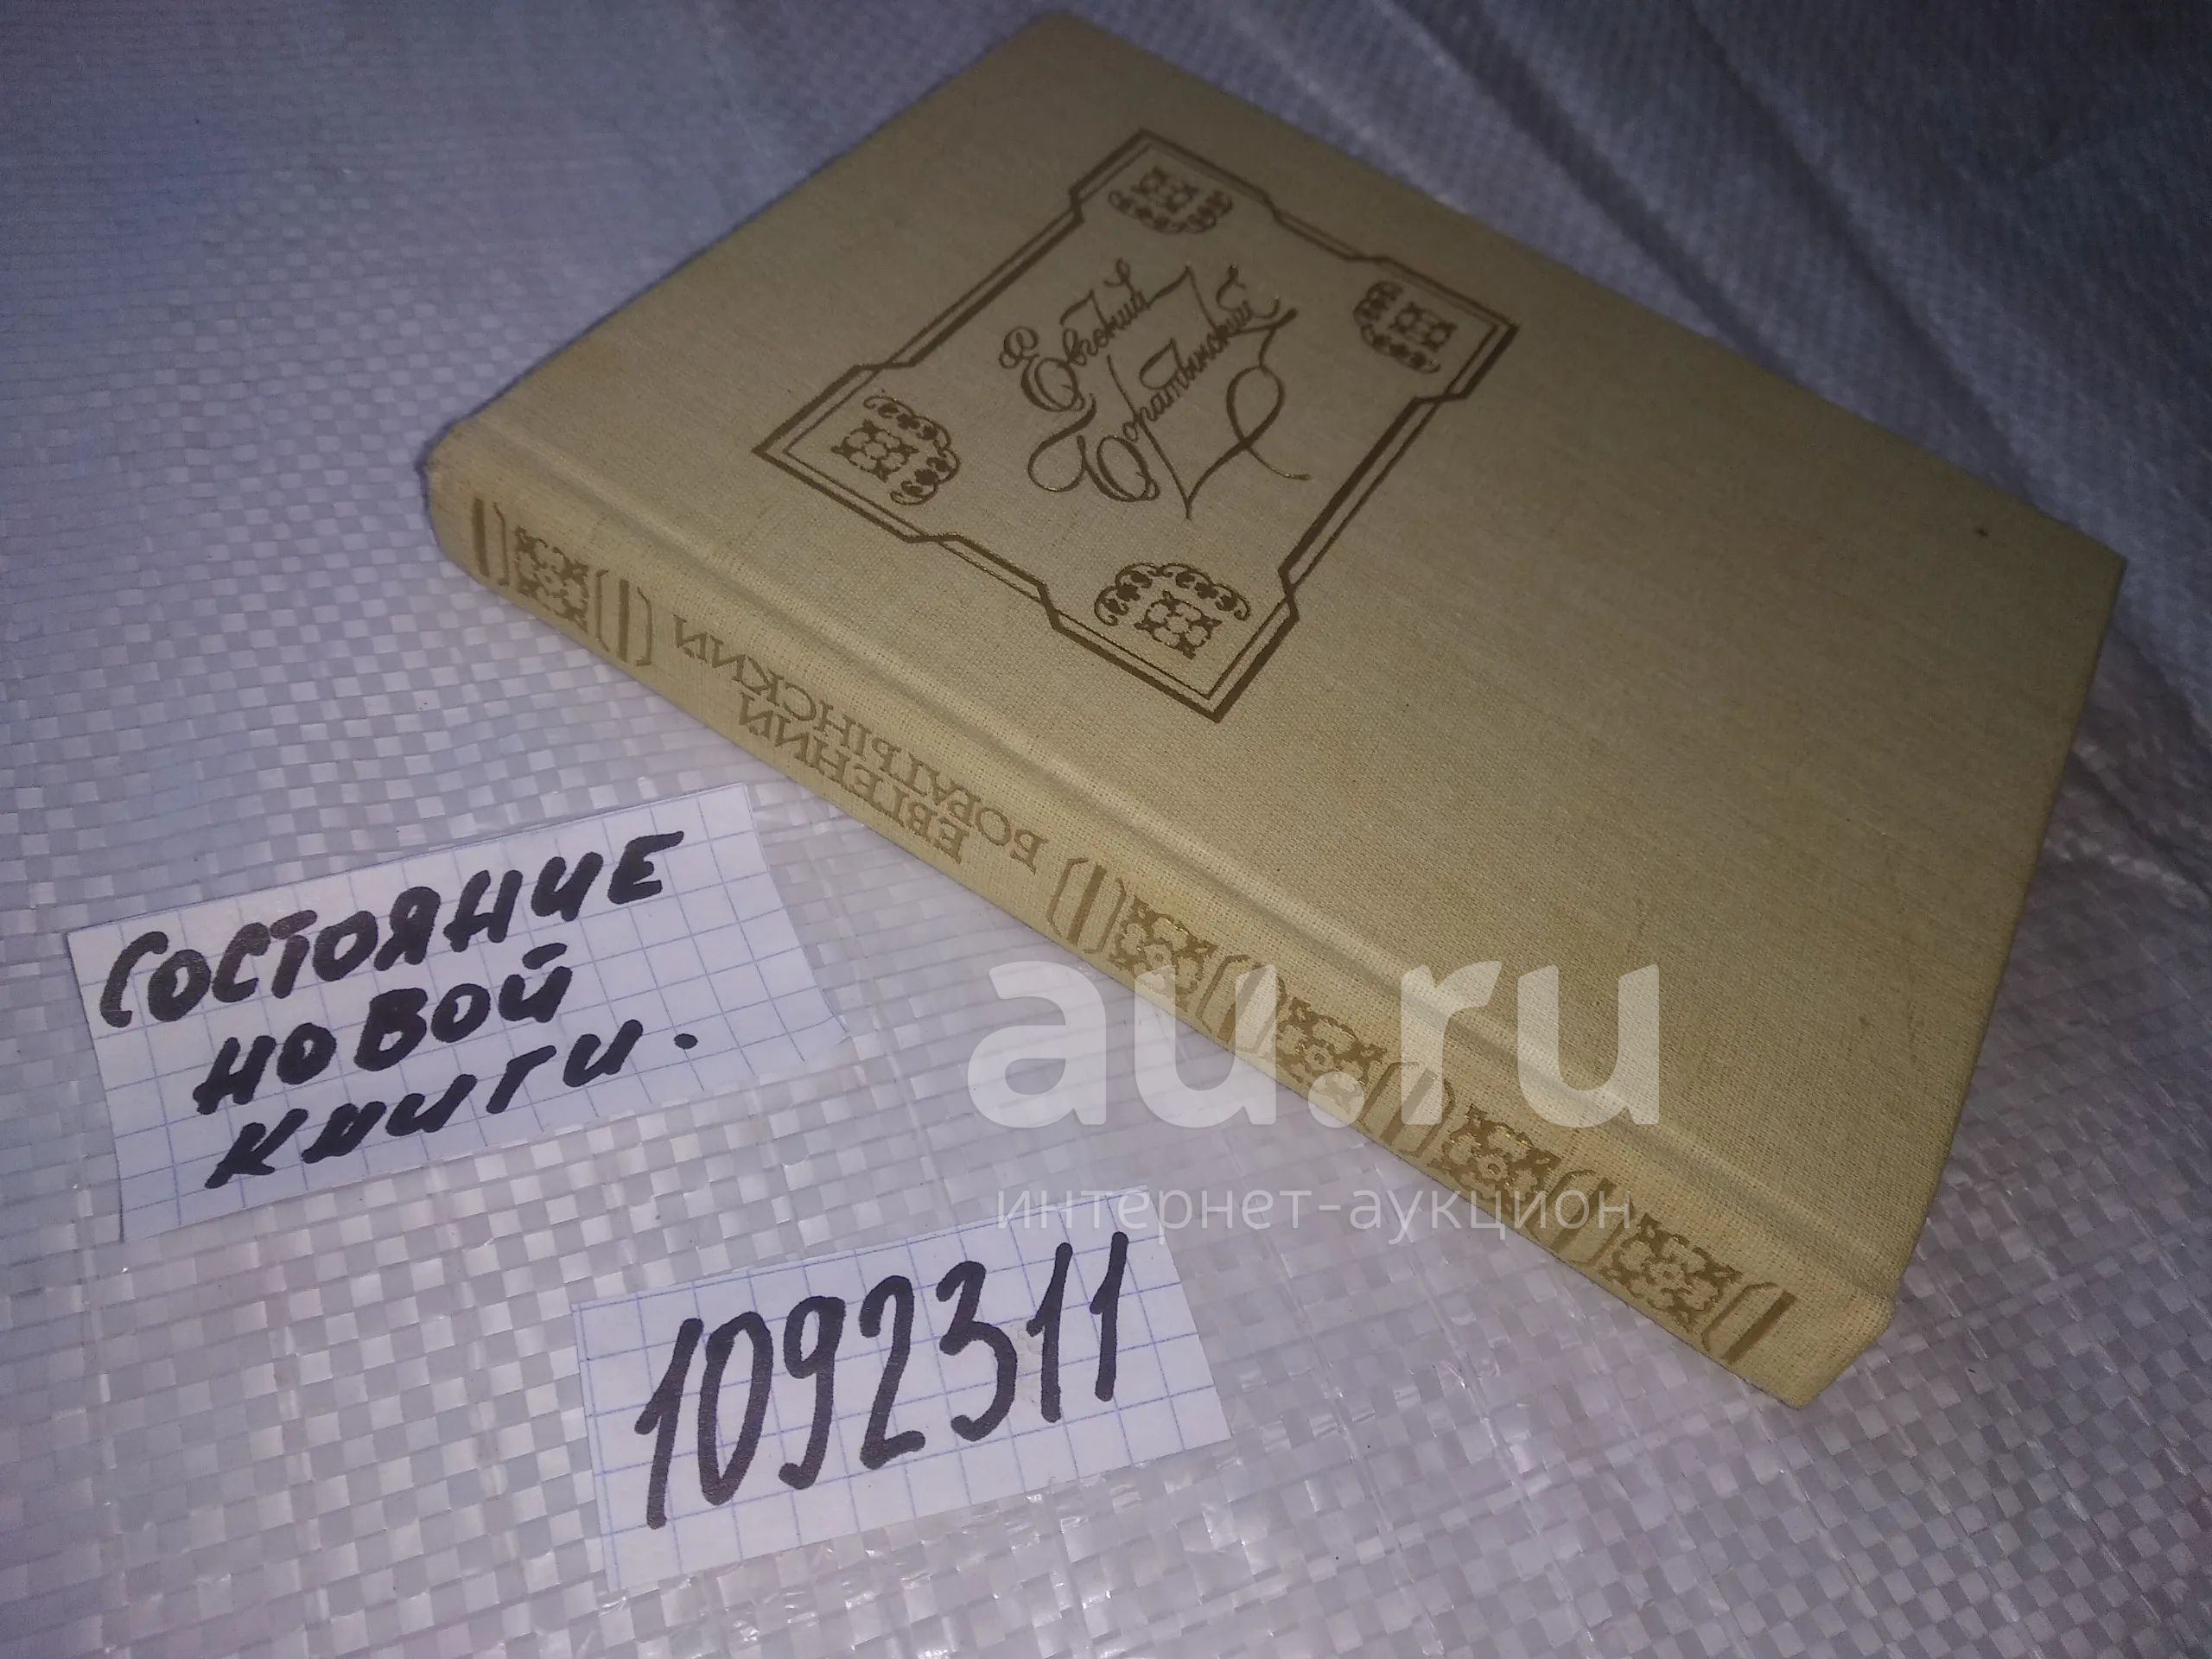 Евгений
Боратынский
ЕВГЕНИЙ
БОРАТЫНСКИЙ
СОСТОЯНИЕ
НОВОЙ
КНИГИ.
au.ru
интернет-аукцион
1092311